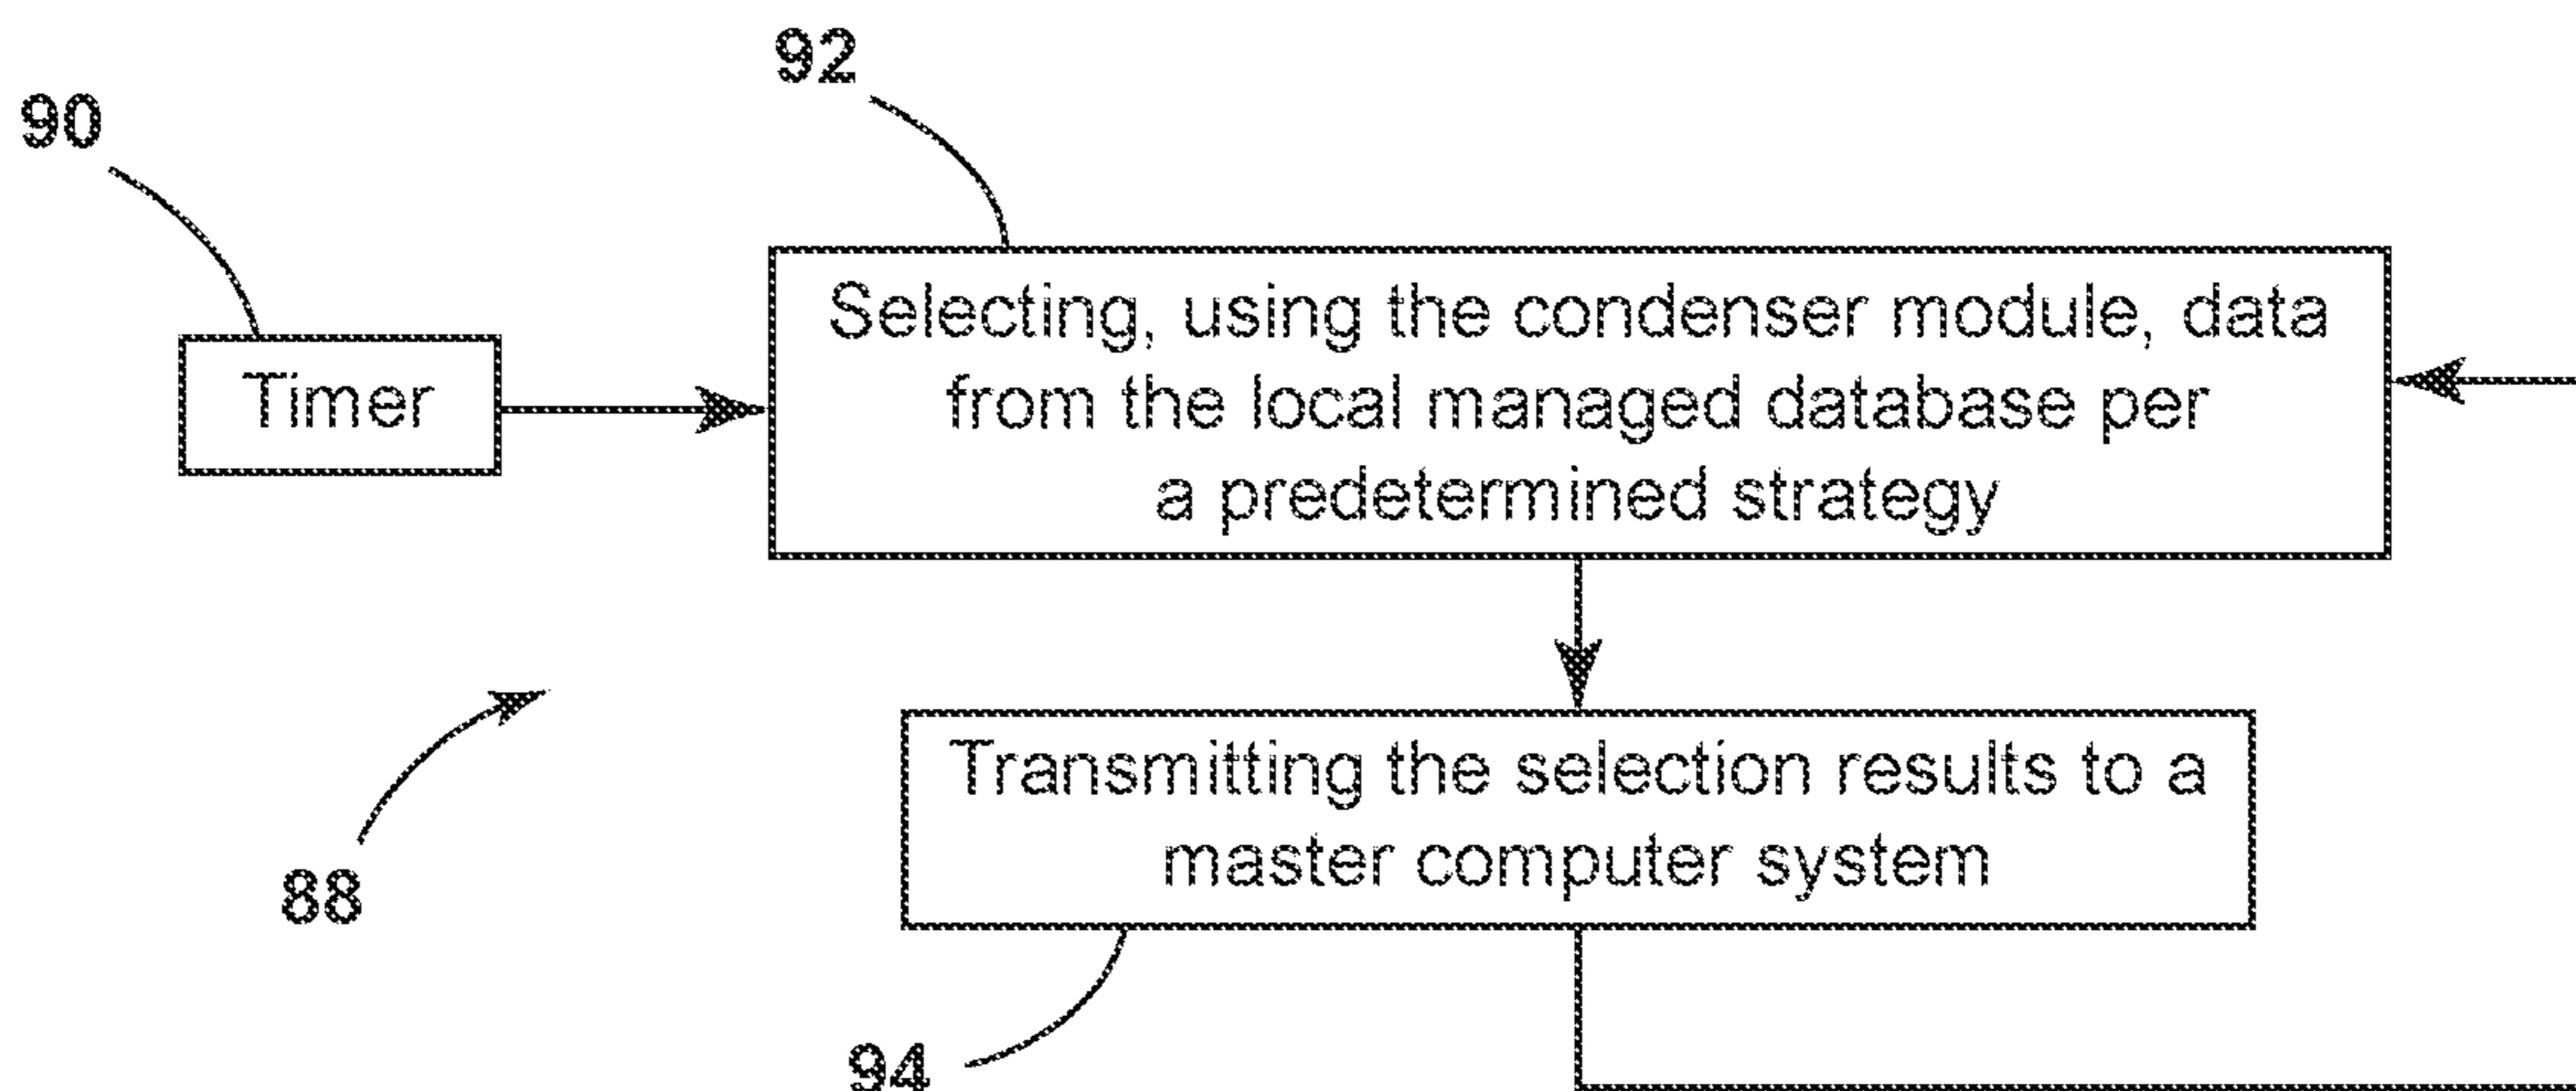 92
90
Selecting, using the condenser module, data
Timer
from the local managed database per
a predetermined strategy
Transmitting the selection results to a
master computer system
88
94